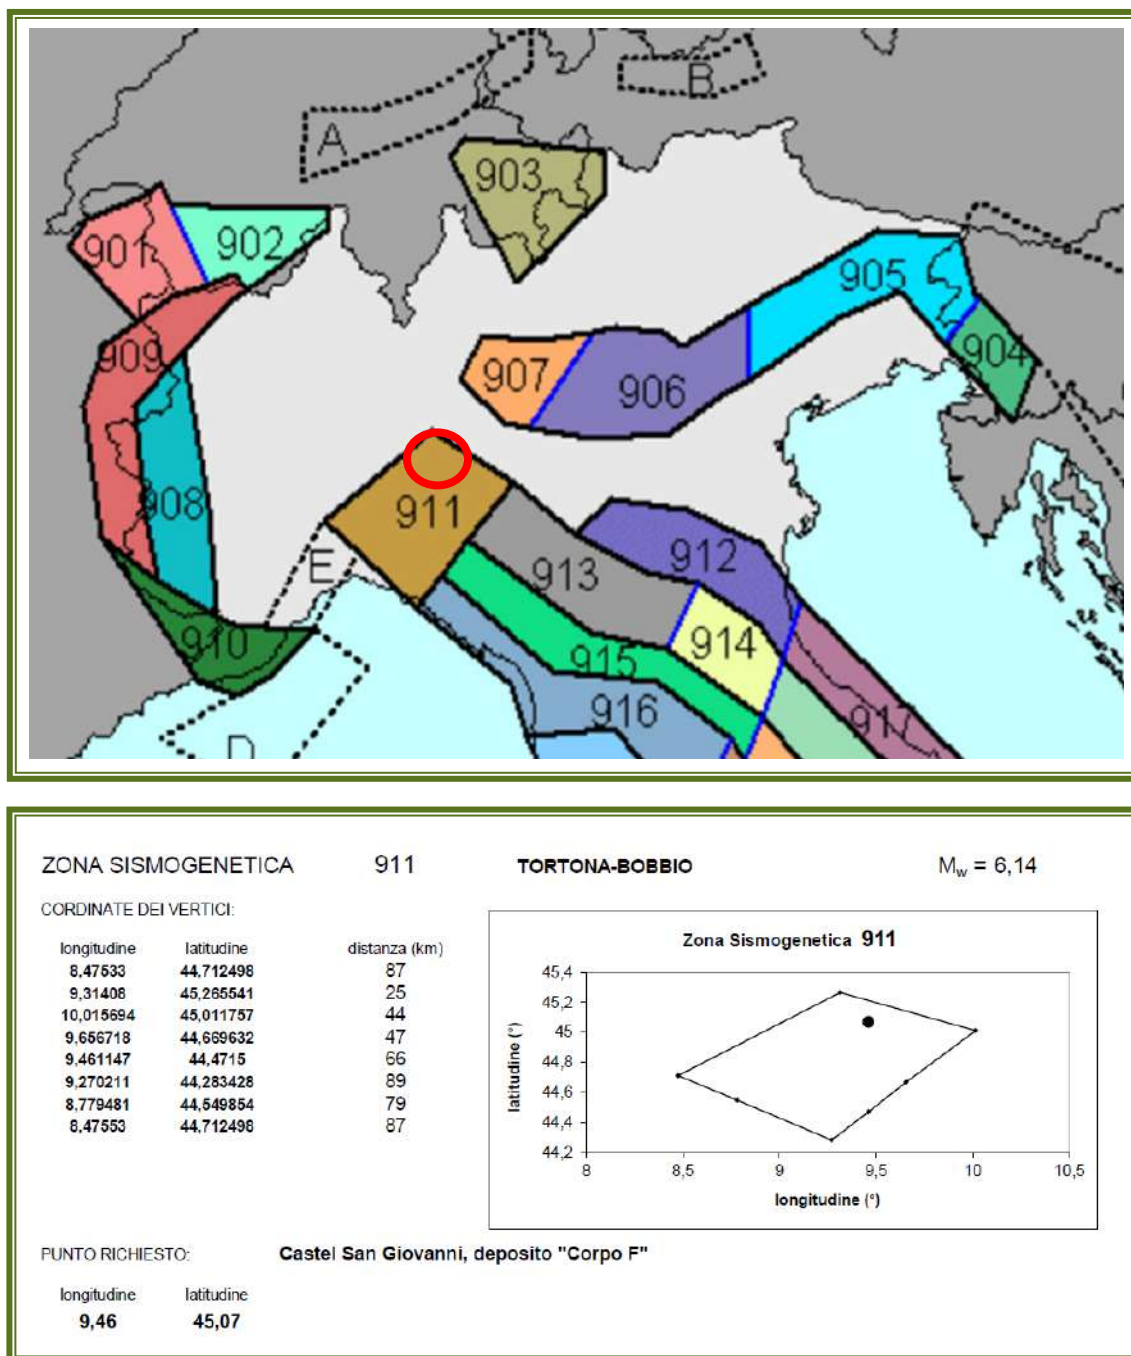 A
B
903
901
902
905
909
904
907
906
908
911
E
913
912
910
914
915
916
917
D
ZONA SISMOGENETICA 911 TORTONA-BOBBIO Mw = 6,14
CORDINATE DEI VERTICI:
longitudine latitudine distanza (km)
8,47533 44,712498 87
9,31408 45,265541 25
10,015694 45,011757 44
9,656718 44,669632 47
9,461147 44,4715 66
9,270211 44,283428 89
8,779481 44,549854 79
8,47553 44,712498 87
Zona Sismogenetica 911
latitudine (°)
45,4
45,2
45
44,8
44,6
44,4
44,2
8 8,5 9 9,5 10 10,5
longitudine (°)
PUNTO RICHIESTO: Castel San Giovanni, deposito "Corpo F"
longitudine latitudine
9,46 45,07